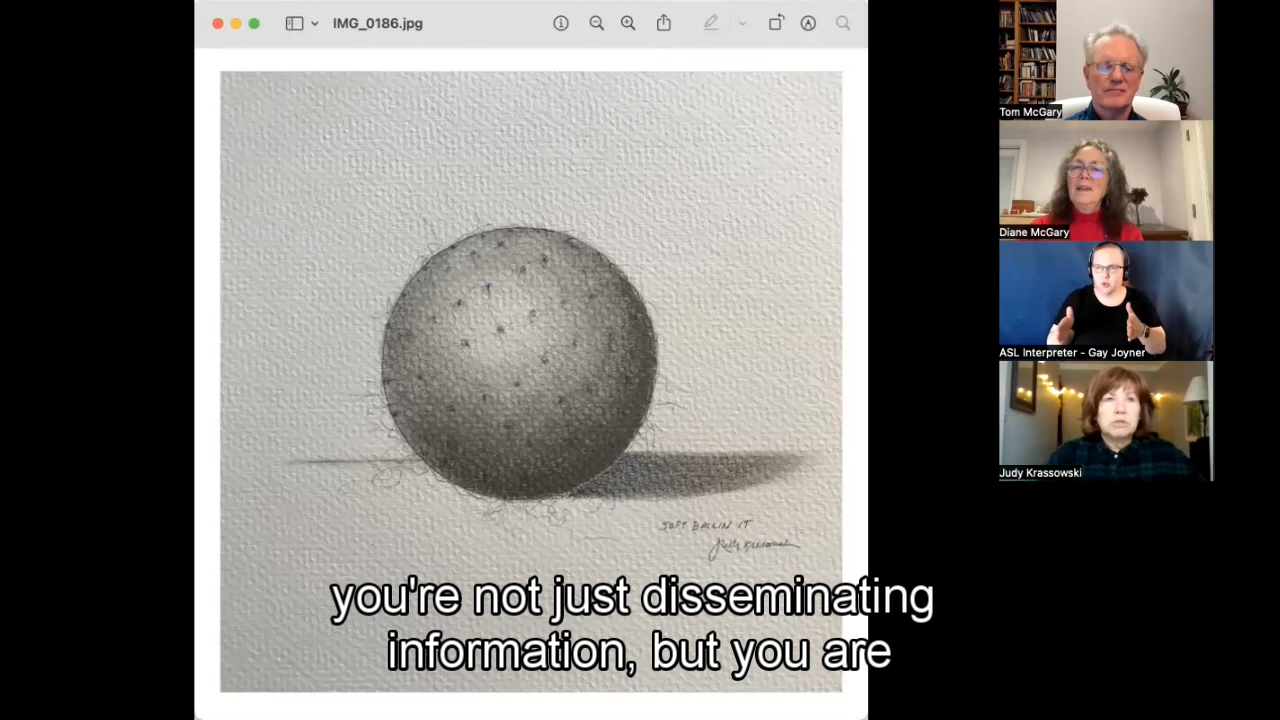 IMG_0186.jpg
Tom McGary
Diane McGary
ASL Interpreter - Gay Joyner
Judy Krassowski
SOFT BALLIN IT
you're not just disseminating
information, but you are